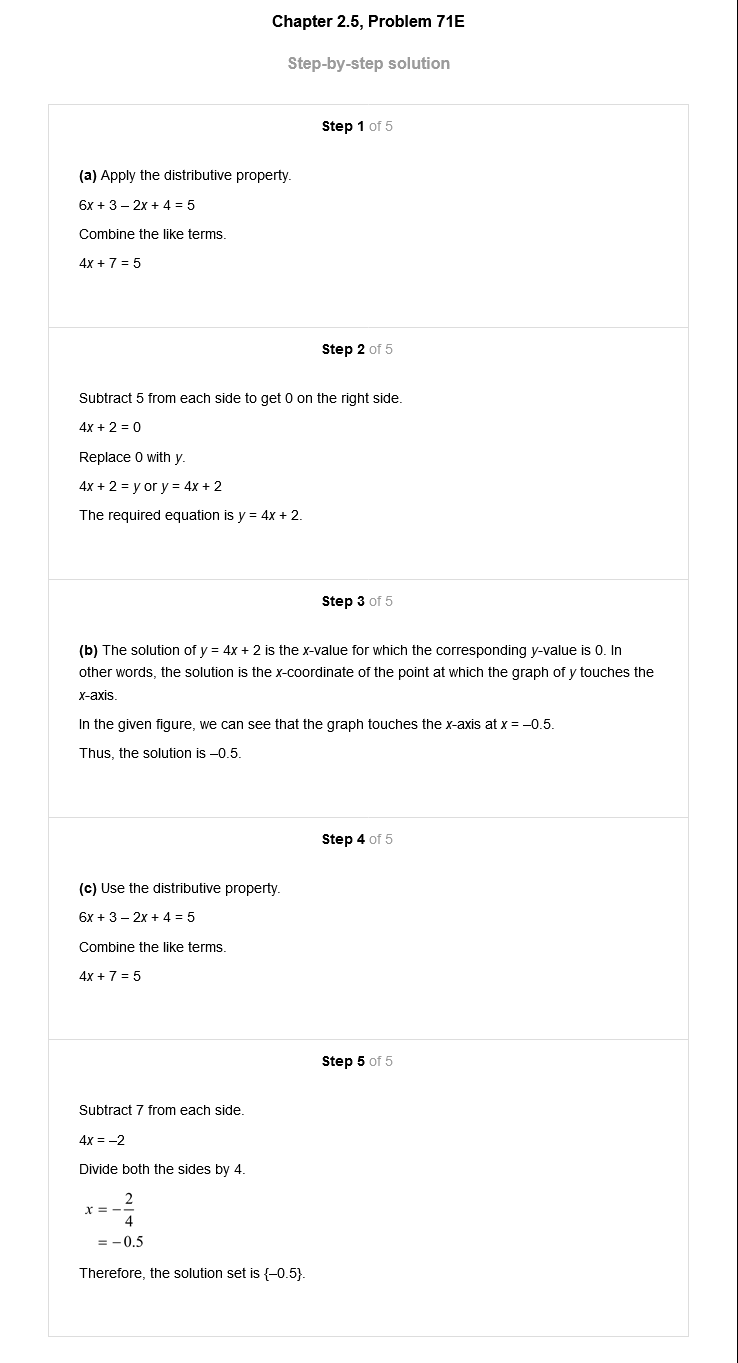 Chapter 2.5, Problem 71E
Step-by-step solution
Step 1 of 5
(a) Apply the distributive property.
6x + 3 – 2x + 4 = 5
Combine the like terms.
4x + 7 = 5
Step 2 of 5
Subtract 5 from each side to get 0 on the right side.
4x + 2 = 0
Replace 0 with y.
4x + 2 = y or y = 4x + 2
The required equation is y = 4x + 2.
Step 3 of 5
(b) The solution of y = 4x + 2 is the x-value for which the corresponding y-value is 0. In
other words, the solution is the x-coordinate of the point at which the graph of y touches the
x-axis.
In the given figure, we can see that the graph touches the x-axis at x = –0.5.
Thus, the solution is –0.5.
Step 4 of 5
(c) Use the distributive property.
6x + 3 – 2x + 4 = 5
Combine the like terms.
4x + 7 = 5
Step 5 of 5
Subtract 7 from each side.
4x = –2
Divide both the sides by 4.
x = –2/4
= –0.5
Therefore, the solution set is {–0.5}.